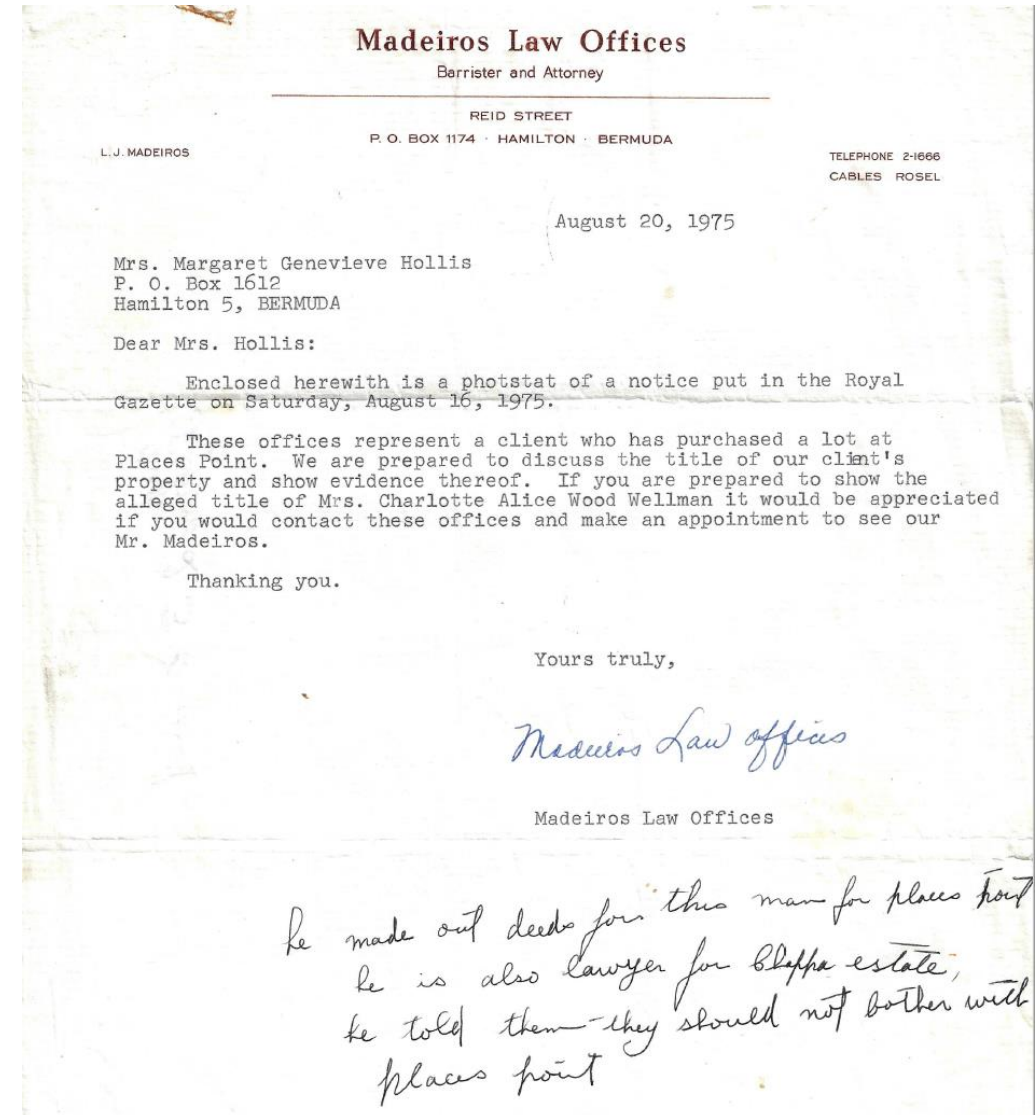 Madeiros Law Offices
Barrister and Attorney
REID STREET
P. O. BOX 1174 · HAMILTON · BERMUDA
L. J. MADEIROS
TELEPHONE 2-1666
CABLES ROSEL
August 20, 1975
Mrs. Margaret Genevieve Hollis
P. O. Box 1612
Hamilton 5, BERMUDA
Dear Mrs. Hollis:
Enclosed herewith is a photstat of a notice put in the Royal
Gazette on Saturday, August 16, 1975.
These offices represent a client who has purchased a lot at
Places Point. We are prepared to discuss the title of our client's
property and show evidence thereof. If you are prepared to show the
alleged title of Mrs. Charlotte Alice Wood Wellman it would be appreciated
if you would contact these offices and make an appointment to see our
Mr. Madeiros.
Thanking you.
Yours truly,
Madeiros Law offices
Madeiros Law Offices
he made out deeds for this man for places point
he is also lawyer for estate,
he told them - they should not bother with
places point